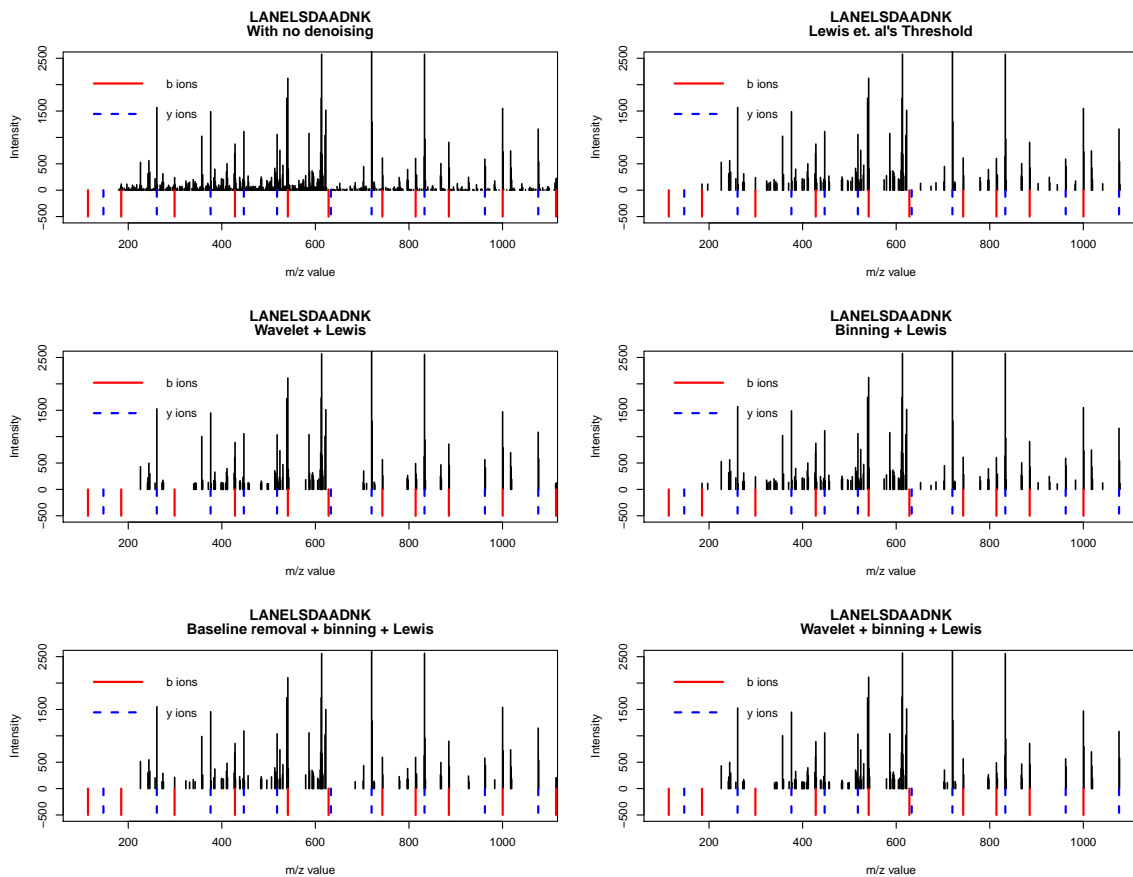 LANELSDAADNK
With no denoising
Intensity
2500
1500
500
0
−500
b ions
y ions
200 400 600 800 1000
m/z value
LANELSDAADNK
Lewis et. al's Threshold
Intensity
2500
1500
500
0
−500
b ions
y ions
200 400 600 800 1000
m/z value
LANELSDAADNK
Wavelet + Lewis
Intensity
2500
1500
500
0
−500
b ions
y ions
200 400 600 800 1000
m/z value
LANELSDAADNK
Binning + Lewis
Intensity
2500
1500
500
0
−500
b ions
y ions
200 400 600 800 1000
m/z value
LANELSDAADNK
Baseline removal + binning + Lewis
Intensity
2500
1500
500
0
−500
b ions
y ions
200 400 600 800 1000
m/z value
LANELSDAADNK
Wavelet + binning + Lewis
Intensity
2500
1500
500
0
−500
b ions
y ions
200 400 600 800 1000
m/z value